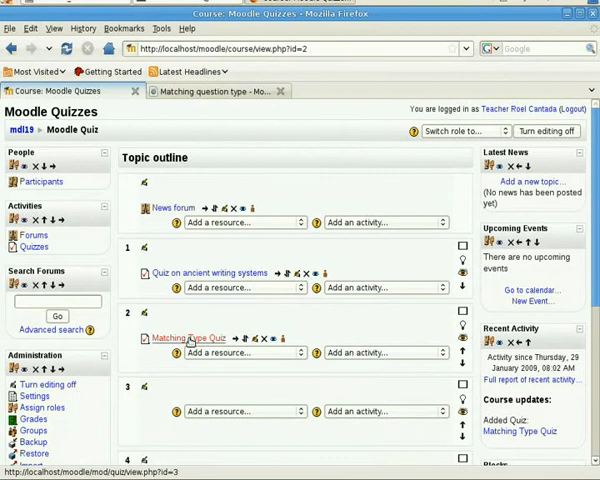 Course: Moodle Quizzes - Mozilla Firefox
File Edit View History Bookmarks Tools Help
http://localhost/moodle/course/view.php?id=2
Google
Most Visited Getting Started Latest Headlines
Course: Moodle Quizzes
Matching question type - Mo...
Moodle Quizzes
You are logged in as Teacher Roel Cantada (Logout)
mdl19 ► Moodle Quiz
Switch role to...
Turn editing off
People
Participants
Activities
Forums
Quizzes
Search Forums
Go
Advanced search
Administration
Turn editing off
Settings
Assign roles
Grades
Groups
Backup
Restore
Import
Topic outline
News forum
Add a resource... Add an activity...
1
Quiz on ancient writing systems
Add a resource... Add an activity...
2
Matching Type Quiz
Add a resource... Add an activity...
3
Add a resource... Add an activity...
4
Latest News
Add a new topic...
(No news has been posted
yet)
Upcoming Events
There are no upcoming
events
Go to calendar...
New Event...
Recent Activity
Activity since Thursday, 29
January 2009, 08:02 AM
Full report of recent activity...
Course updates:
Added Quiz:
Matching Type Quiz
Blocks
http://localhost/moodle/mod/quiz/view.php?id=3